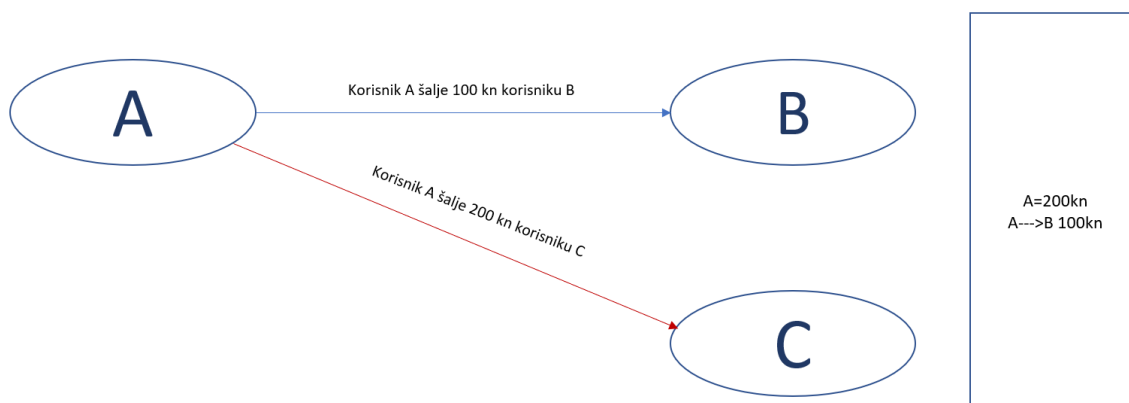 A
Korisnik A šalje 100 kn korisniku B
B
Korisnik A šalje 200 kn korisniku C
C
A=200kn
A--->B 100kn